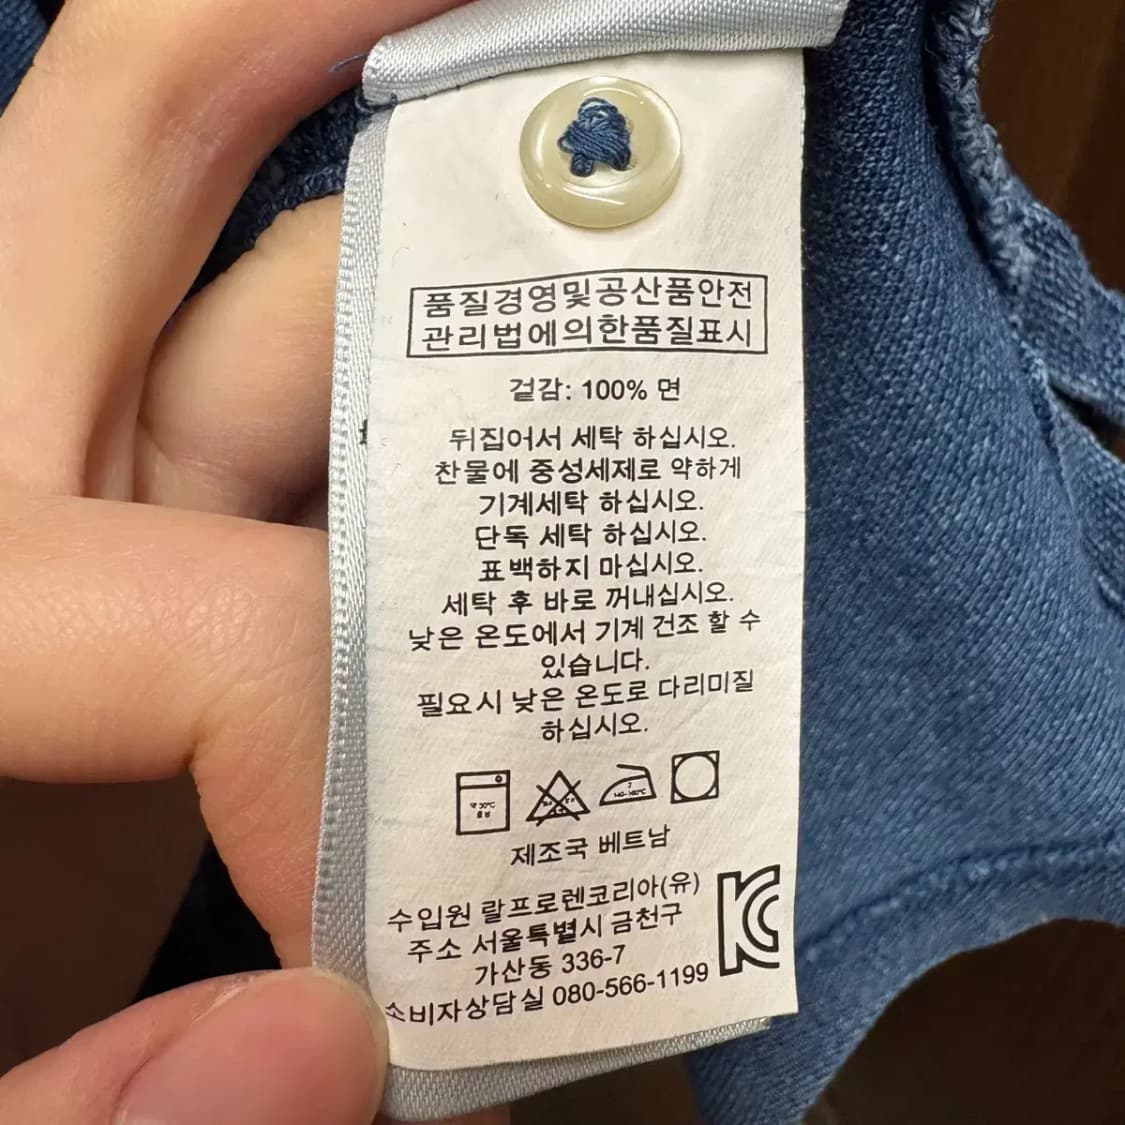 품질경영및공산품안전
관리법에의한품질표시
겉감: 100% 면
뒤집어서 세탁 하십시오.
찬물에 중성세제로 약하게
기계세탁 하십시오.
단독 세탁 하십시오.
표백하지 마십시오.
세탁 후 바로 꺼내십시오.
낮은 온도에서 기계 건조 할 수
있습니다.
필요시 낮은 온도로 다리미질
하십시오.
약 30℃
제조국 베트남
수입원 랄프로렌코리아(유)
주소 서울특별시 금천구
가산동 336-7
소비자상담실 080-566-1199
KC